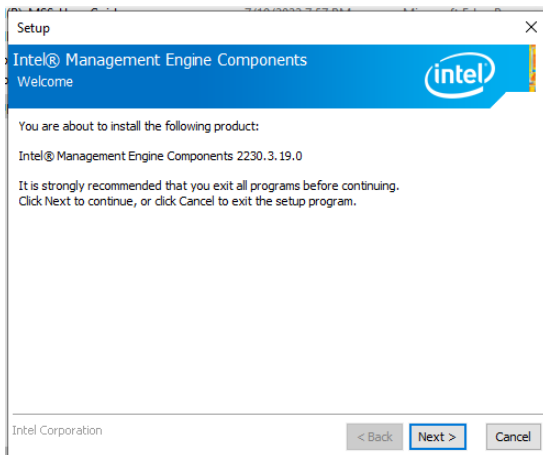 Setup
Intel® Management Engine Components
Welcome
intel
You are about to install the following product:
Intel® Management Engine Components 2230.3.19.0
It is strongly recommended that you exit all programs before continuing.
Click Next to continue, or click Cancel to exit the setup program.
Intel Corporation
< Back
Next >
Cancel